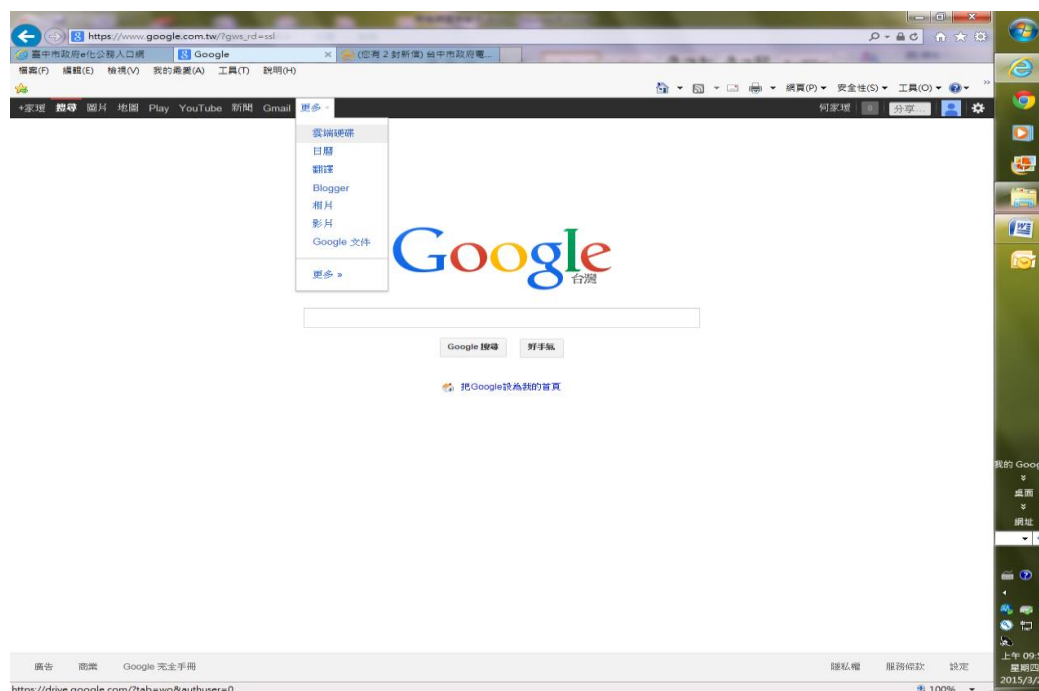 https://www.google.com.tw/?gws_rd=ssl
臺中市政府e化公務入口網
Google
(您有 2 封新信) 台中市政府電...
檔案(F) 編輯(E) 檢視(V) 我的最愛(A) 工具(T) 說明(H)
網頁(P) 安全性(S) 工具(O)
+家瑄 搜尋 圖片 地圖 Play YouTube 新聞 Gmail 更多
0 分享...
雲端硬碟
日曆
翻譯
Blogger
相片
影片
Google 文件
更多 »
Google
台灣
Google 搜尋 好手氣
把Google設為我的首頁
我的 Goog
桌面
網址
廣告 商業 Google 完全手冊
隱私權 服務條款 設定
上午 09:5
星期四
2015/3/2
https://drive.google.com/?tab=wo&authuser=0
100%